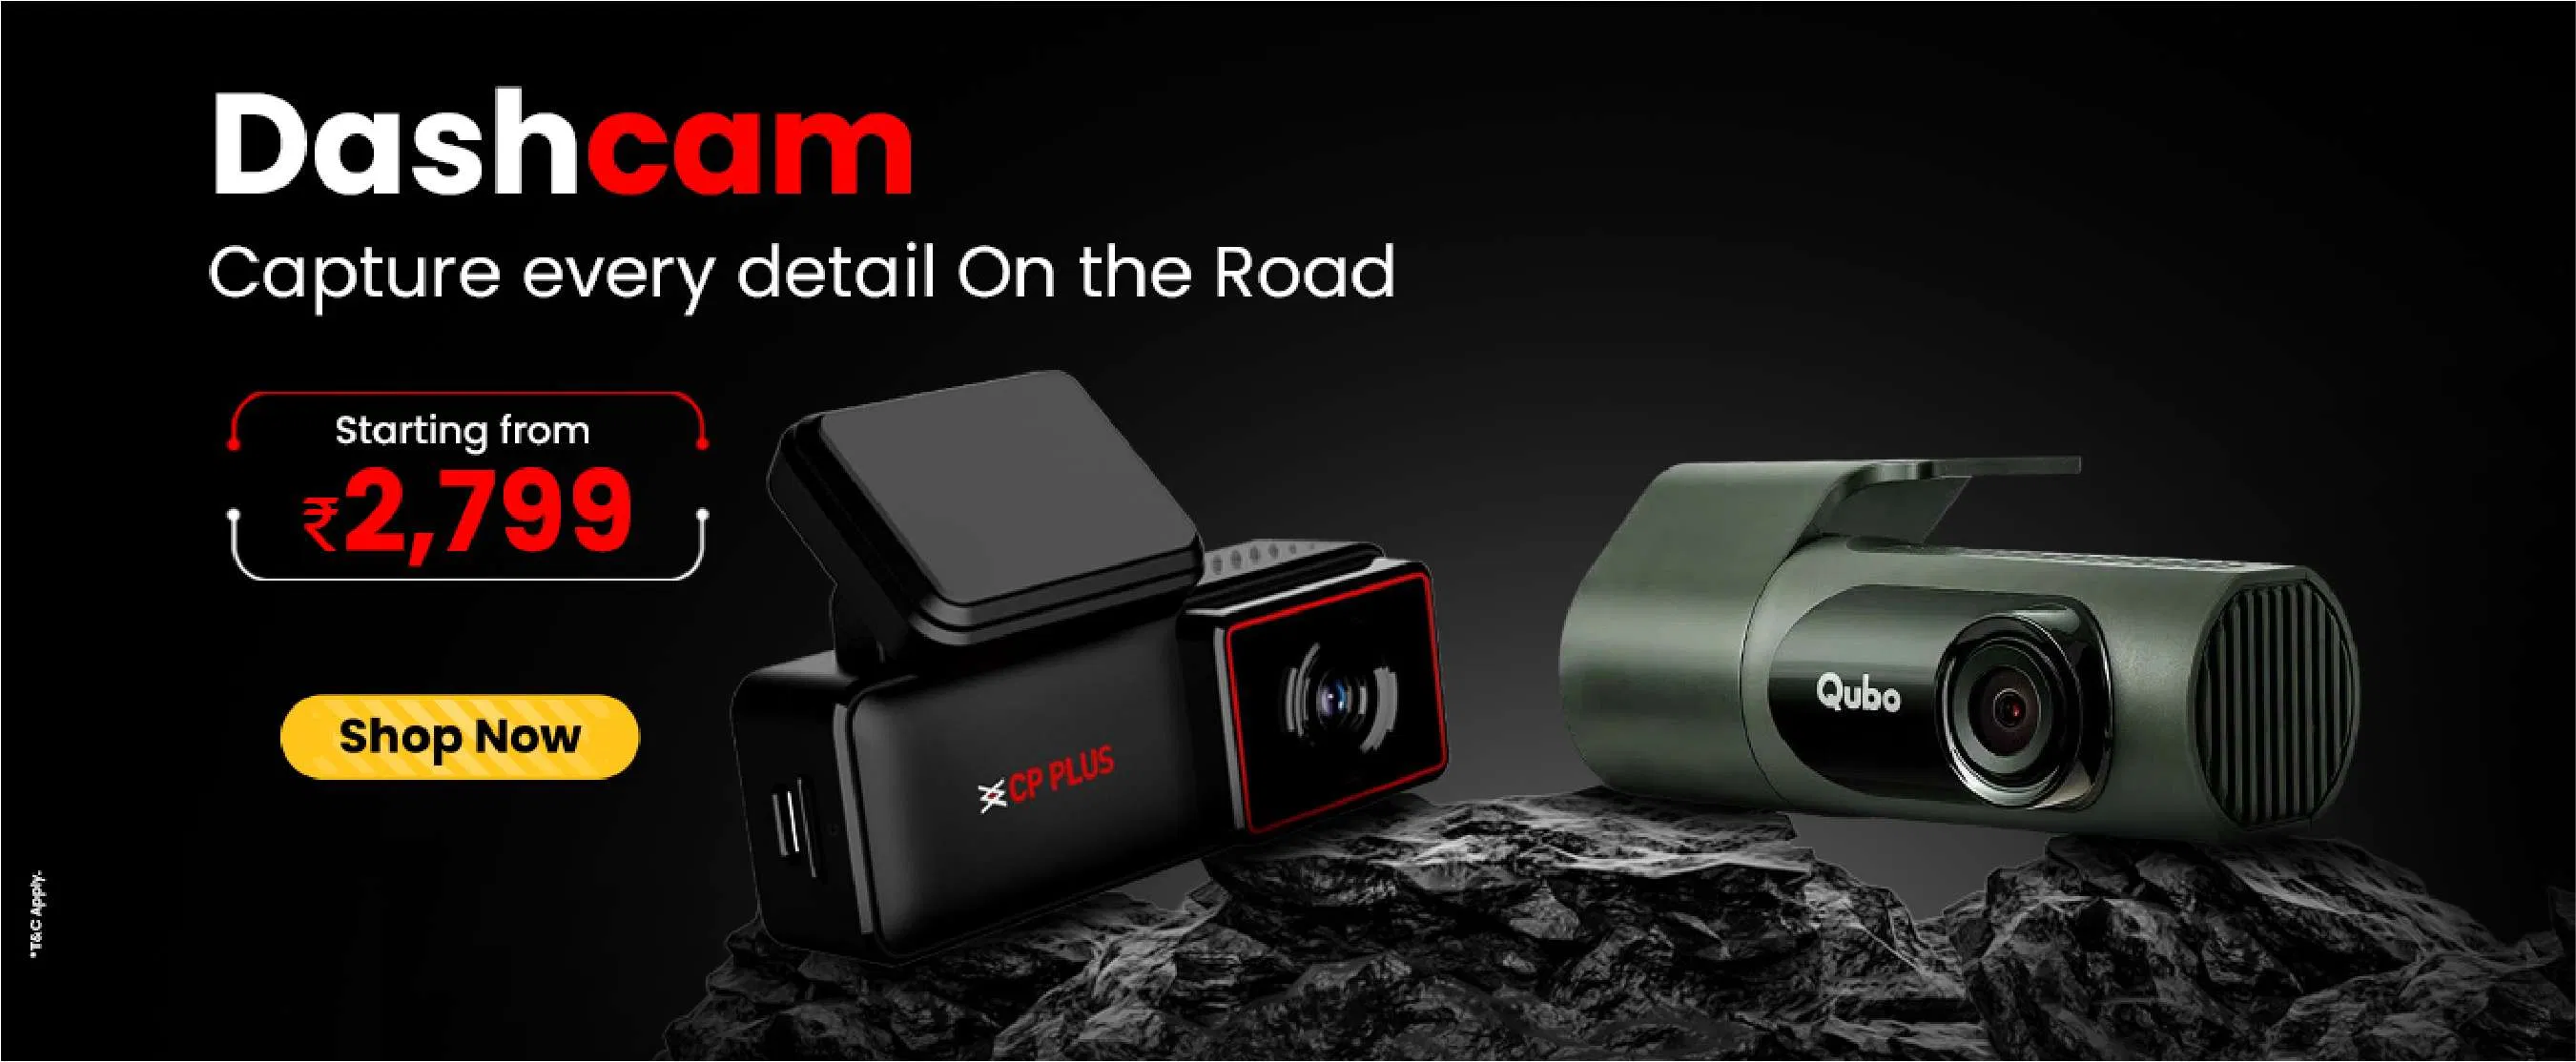 Dashcam
Capture every detail On the Road
Starting from
₹2,799
Shop Now
CP PLUS
Qubo
*T&C Apply.